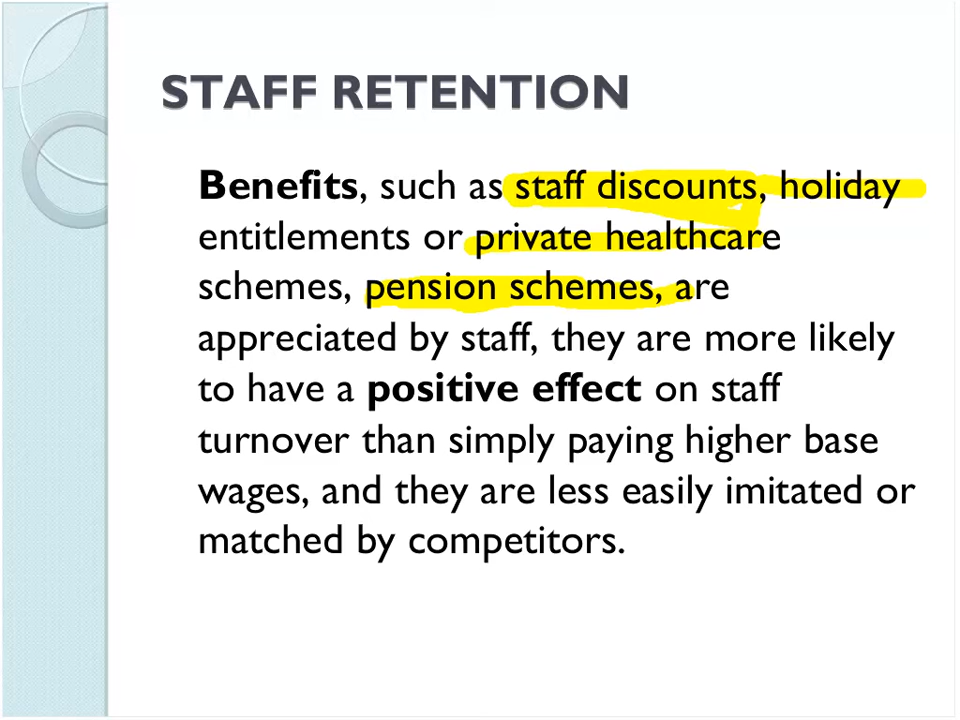 STAFF RETENTION
Benefits, such as staff discounts, holiday
entitlements or private healthcare
schemes, pension schemes, are
appreciated by staff, they are more likely
to have a positive effect on staff
turnover than simply paying higher base
wages, and they are less easily imitated or
matched by competitors.